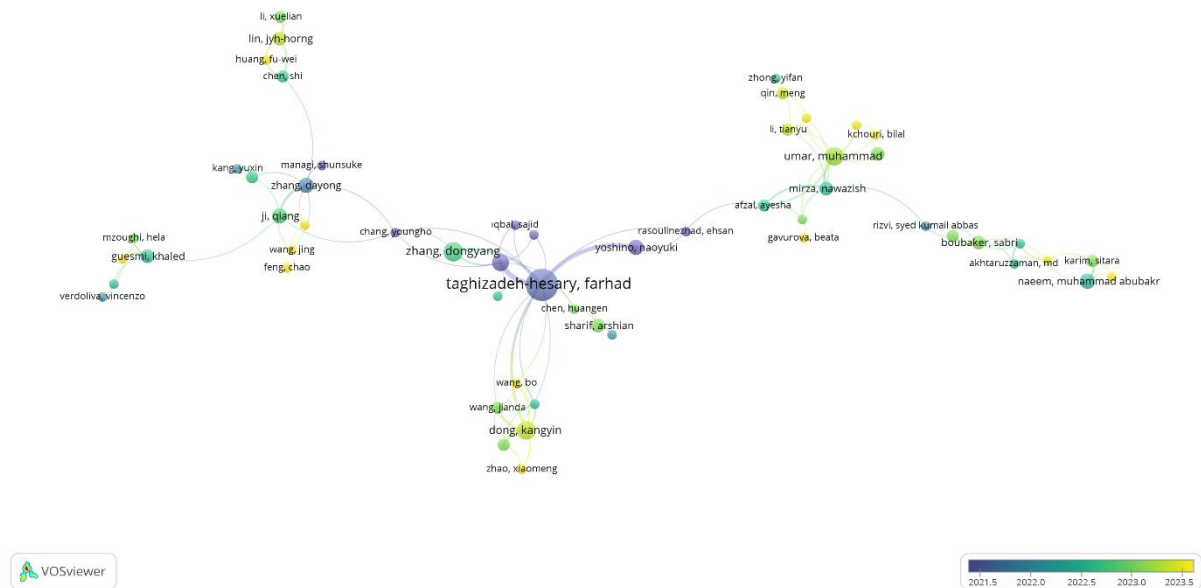 li, xuelian
lin, jyh-horng
huang, fu-wei
chen, shi
zhong, yifan
qin, meng
li, tianyu
kchouri, bilal
umar, muhammad
managi, shunsuke
kang, yuxin
zhang, dayong
mirza, nawazish
afzal, ayesha
ji, qiang
iqbal, sajid
rizvi, syed kumail abbas
chang, youngho
rasoulinezhad, ehsan
gavurova, beata
mzoughi, hela
wang, jing
zhang, dongyang
yoshino, naoyuki
boubaker, sabri
guesmi, khaled
feng, chao
akhtaruzzaman, md
karim, sitara
taghizadeh-hesary, farhad
naeem, muhammad abubakr
verdoliva, vincenzo
chen, huangen
sharif, arshian
wang, bo
wang, jianda
dong, kangyin
zhao, xiaomeng
VOSviewer
2021.5 2022.0 2022.5 2023.0 2023.5